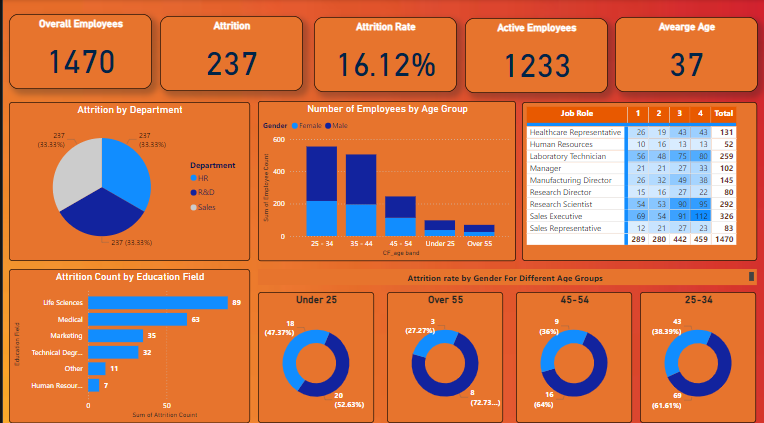 Overall Employees
1470
Attrition
237
Attrition Rate
16.12%
Active Employees
1233
Avearge Age
37
Attrition by Department
237
(33.33%)
237
(33.33%)
237 (33.33%)
Department
HR
R&D
Sales
Number of Employees by Age Group
Gender Female Male
Sum of Employee Count
600
400
200
0
25 - 34 35 - 44 45 - 54 Under 25 Over 55
CF_age band
Job Role 1 2 3 4 Total
Healthcare Representative 26 19 43 43 131
Human Resources 10 16 13 13 52
Laboratory Technician 56 48 75 80 259
Manager 21 21 27 33 102
Manufacturing Director 26 32 49 38 145
Research Director 15 16 27 22 80
Research Scientist 54 53 90 95 292
Sales Executive 69 54 91 112 326
Sales Representative 12 21 27 23 83
289 280 442 459 1470
Attrition Count by Education Field
Education Field
Life Sciences 89
Medical 63
Marketing 35
Technical Degr... 32
Other 11
Human Resour... 7
0 50
Sum of Attrition Count
Attrition rate by Gender For Different Age Groups
Under 25
18
(47.37%)
20
(52.63%)
Over 55
3
(27.27%)
8
(72.73...)
45-54
9
(36%)
16
(64%)
25-34
43
(38.39%)
69
(61.61%)